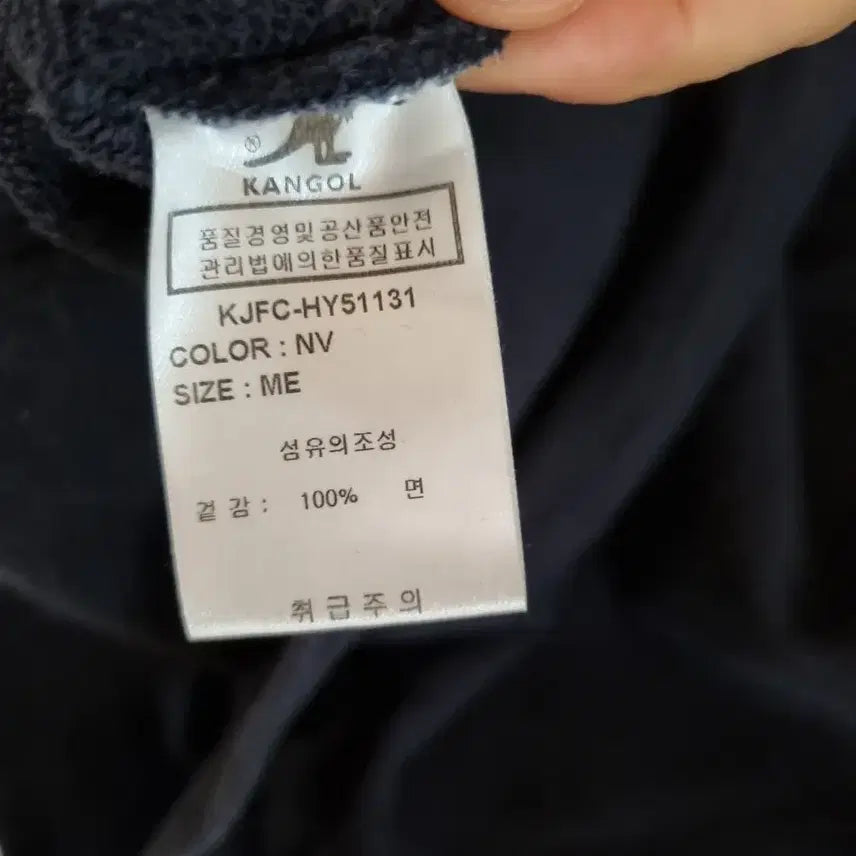 KANGOL
품질경영및공산품안전
관리법에의한품질표시
KJFC-HY51131
COLOR : NV
SIZE : ME
섬유의조성
겉감 : 100% 면
취급주의